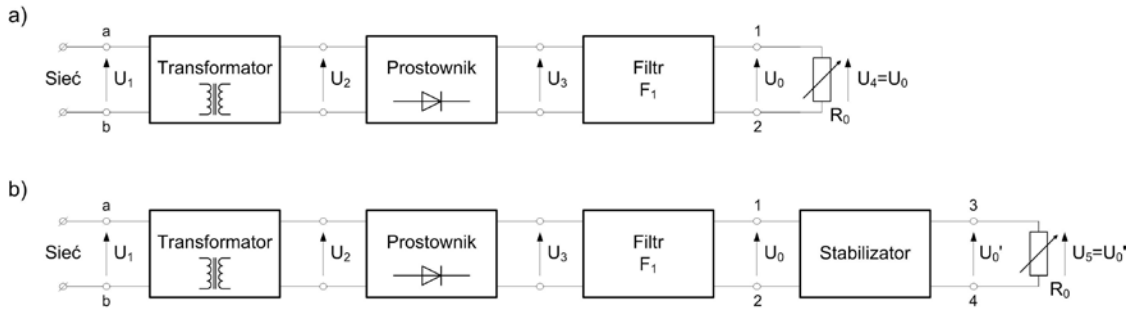 a)
a
1
Sieć
U1
Transformator
U2
Prostownik
U3
Filtr
F1
U0
R0
U4=U0
b
2
b)
a
1
3
Sieć
U1
Transformator
U2
Prostownik
U3
Filtr
F1
U0
Stabilizator
U0'
R0
U5=U0'
b
2
4